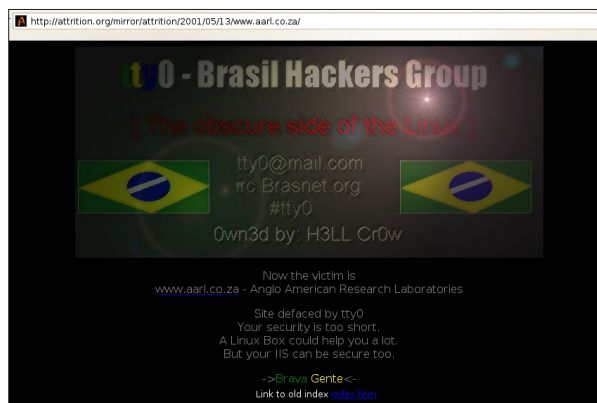 http://attrition.org/mirror/attrition/2001/05/13/www.aarl.co.za/
tty0 - Brasil Hackers Group
[ The obscure side of the Linux ]
tty0@mail.com
irc.Brasnet.org
#tty0
0wn3d by: H3LL Cr0w
Now the victim is
www.aarl.co.za - Anglo American Research Laboratories
Site defaced by tty0
Your security is too short.
A Linux Box could help you a lot.
But your IIS can be secure too.
->Brava Gente<-
Link to old index index.htm